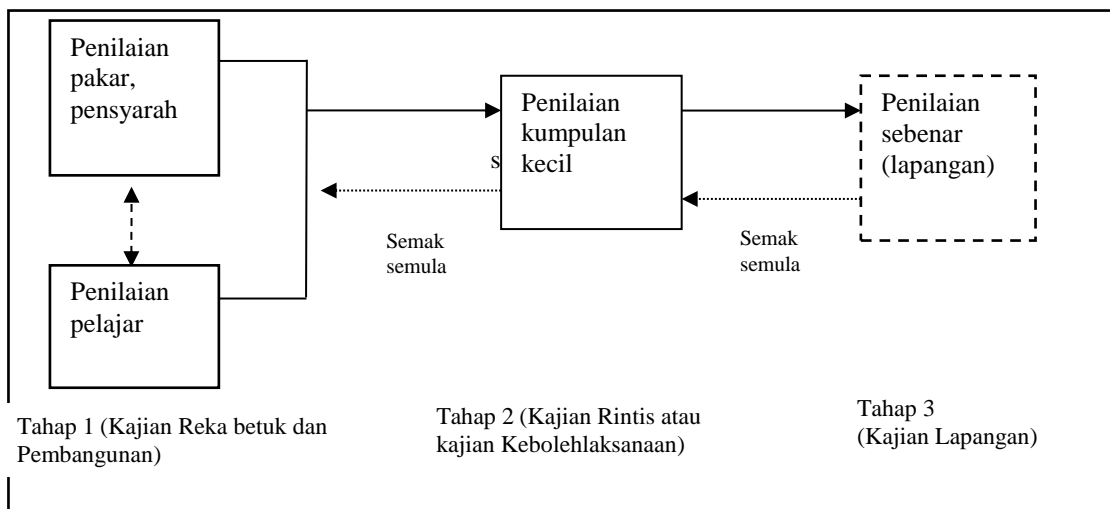 Penilaian
pakar,
pensyarah
Penilaian
pelajar
Penilaian
kumpulan
kecil
s
Penilaian
sebenar
(lapangan)
Semak
semula
Semak
semula
Tahap 1 (Kajian Reka betuk dan
Pembangunan)
Tahap 2 (Kajian Rintis atau
kajian Kebolehlaksanaan)
Tahap 3
(Kajian Lapangan)